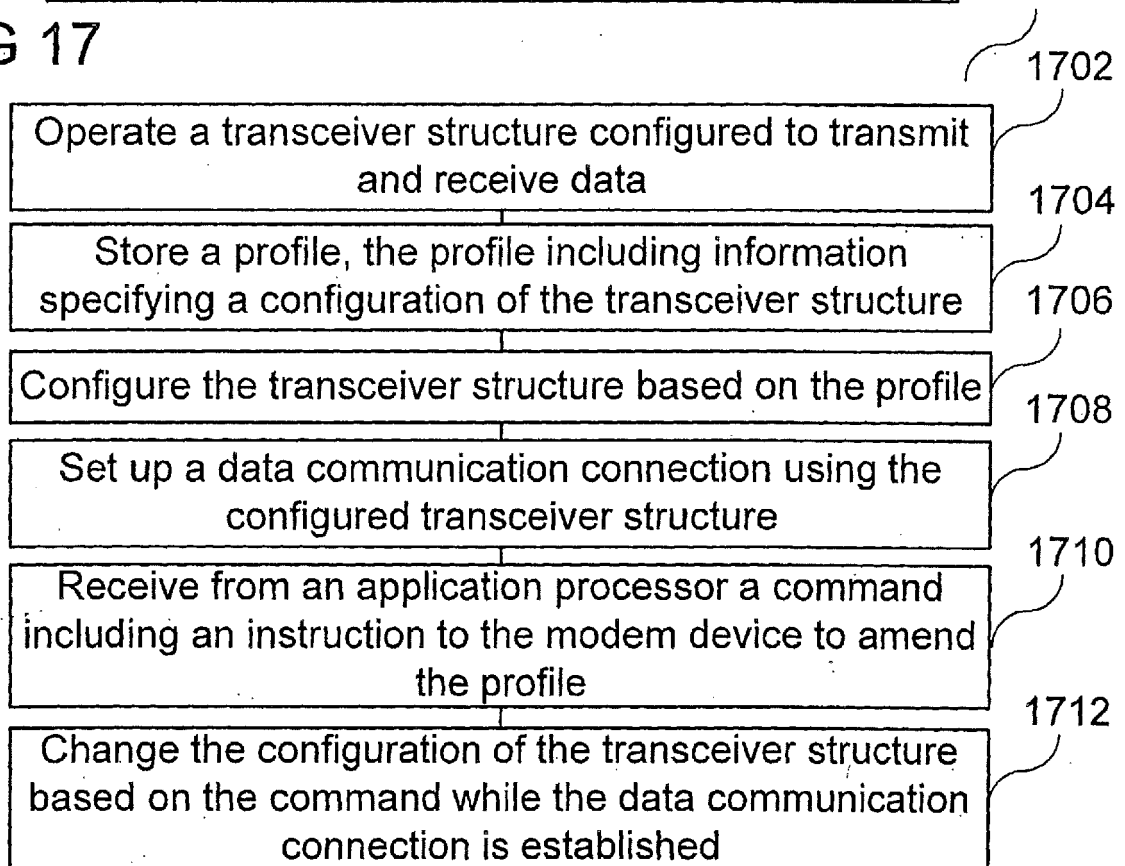 G 17
1702
Operate a transceiver structure configured to transmit
and receive data
1704
Store a profile, the profile including information
specifying a configuration of the transceiver structure
1706
Configure the transceiver structure based on the profile
1708
Set up a data communication connection using the
configured transceiver structure
1710
Receive from an application processor a command
including an instruction to the modem device to amend
the profile
1712
Change the configuration of the transceiver structure
based on the command while the data communication
connection is established